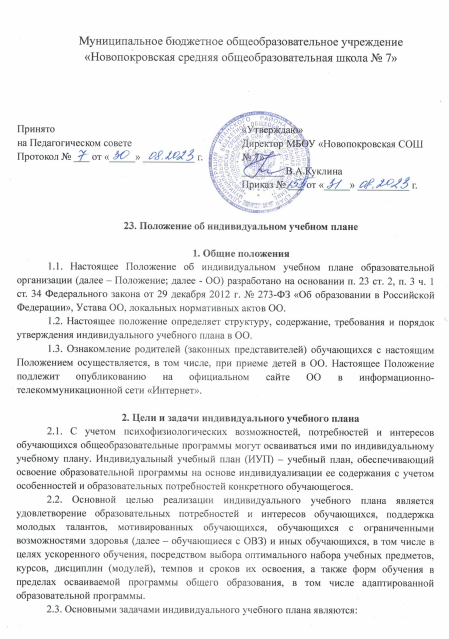 Муниципальное бюджетное общеобразовательное учреждение
«Новопокровская средняя общеобразовательная школа № 7»
Принято
на Педагогическом совете
Протокол № 7 от « 30 » 08.2023 г.
«Утверждаю»
Директор МБОУ «Новопокровская СОШ
№ 7»
В.А.Куклина
Приказ № от « 31 » 08.2023 г.
23. Положение об индивидуальном учебном плане
1. Общие положения
1.1. Настоящее Положение об индивидуальном учебном плане образовательной
организации (далее – Положение; далее - ОО) разработано на основании п. 23 ст. 2, п. 3 ч. 1
ст. 34 Федерального закона от 29 декабря 2012 г. № 273-ФЗ «Об образовании в Российской
Федерации», Устава ОО, локальных нормативных актов ОО.
1.2. Настоящее положение определяет структуру, содержание, требования и порядок
утверждения индивидуального учебного плана в ОО.
1.3. Ознакомление родителей (законных представителей) обучающихся с настоящим
Положением осуществляется, в том числе, при приеме детей в ОО. Настоящее Положение
подлежит опубликованию на официальном сайте ОО в информационно-
телекоммуникационной сети «Интернет».
2. Цели и задачи индивидуального учебного плана
2.1. С учетом психофизиологических возможностей, потребностей и интересов
обучающихся общеобразовательные программы могут осваиваться ими по индивидуальному
учебному плану. Индивидуальный учебный план (ИУП) – учебный план, обеспечивающий
освоение образовательной программы на основе индивидуализации ее содержания с учетом
особенностей и образовательных потребностей конкретного обучающегося.
2.2. Основной целью реализации индивидуального учебного плана является
удовлетворение образовательных потребностей и интересов обучающихся, поддержка
молодых талантов, мотивированных обучающихся, обучающихся с ограниченными
возможностями здоровья (далее – обучающиеся с ОВЗ) и иных обучающихся, в том числе в
целях ускоренного обучения, посредством выбора оптимального набора учебных предметов,
курсов, дисциплин (модулей), темпов и сроков их освоения, а также форм обучения в
пределах осваиваемой программы общего образования, в том числе адаптированной
образовательной программы.
2.3. Основными задачами индивидуального учебного плана являются: